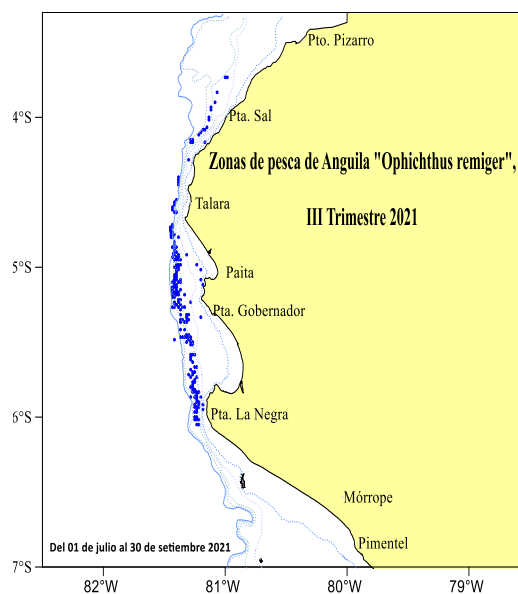 Pto. Pizarro
4°S
Pta. Sal
Zonas de pesca de Anguila "Ophichthus remiger",
Talara
III Trimestre 2021
5°S
Paita
Pta. Gobernador
6°S
Pta. La Negra
Mórrope
Pimentel
Del 01 de julio al 30 de setiembre 2021
7°S
82°W
81°W
80°W
79°W